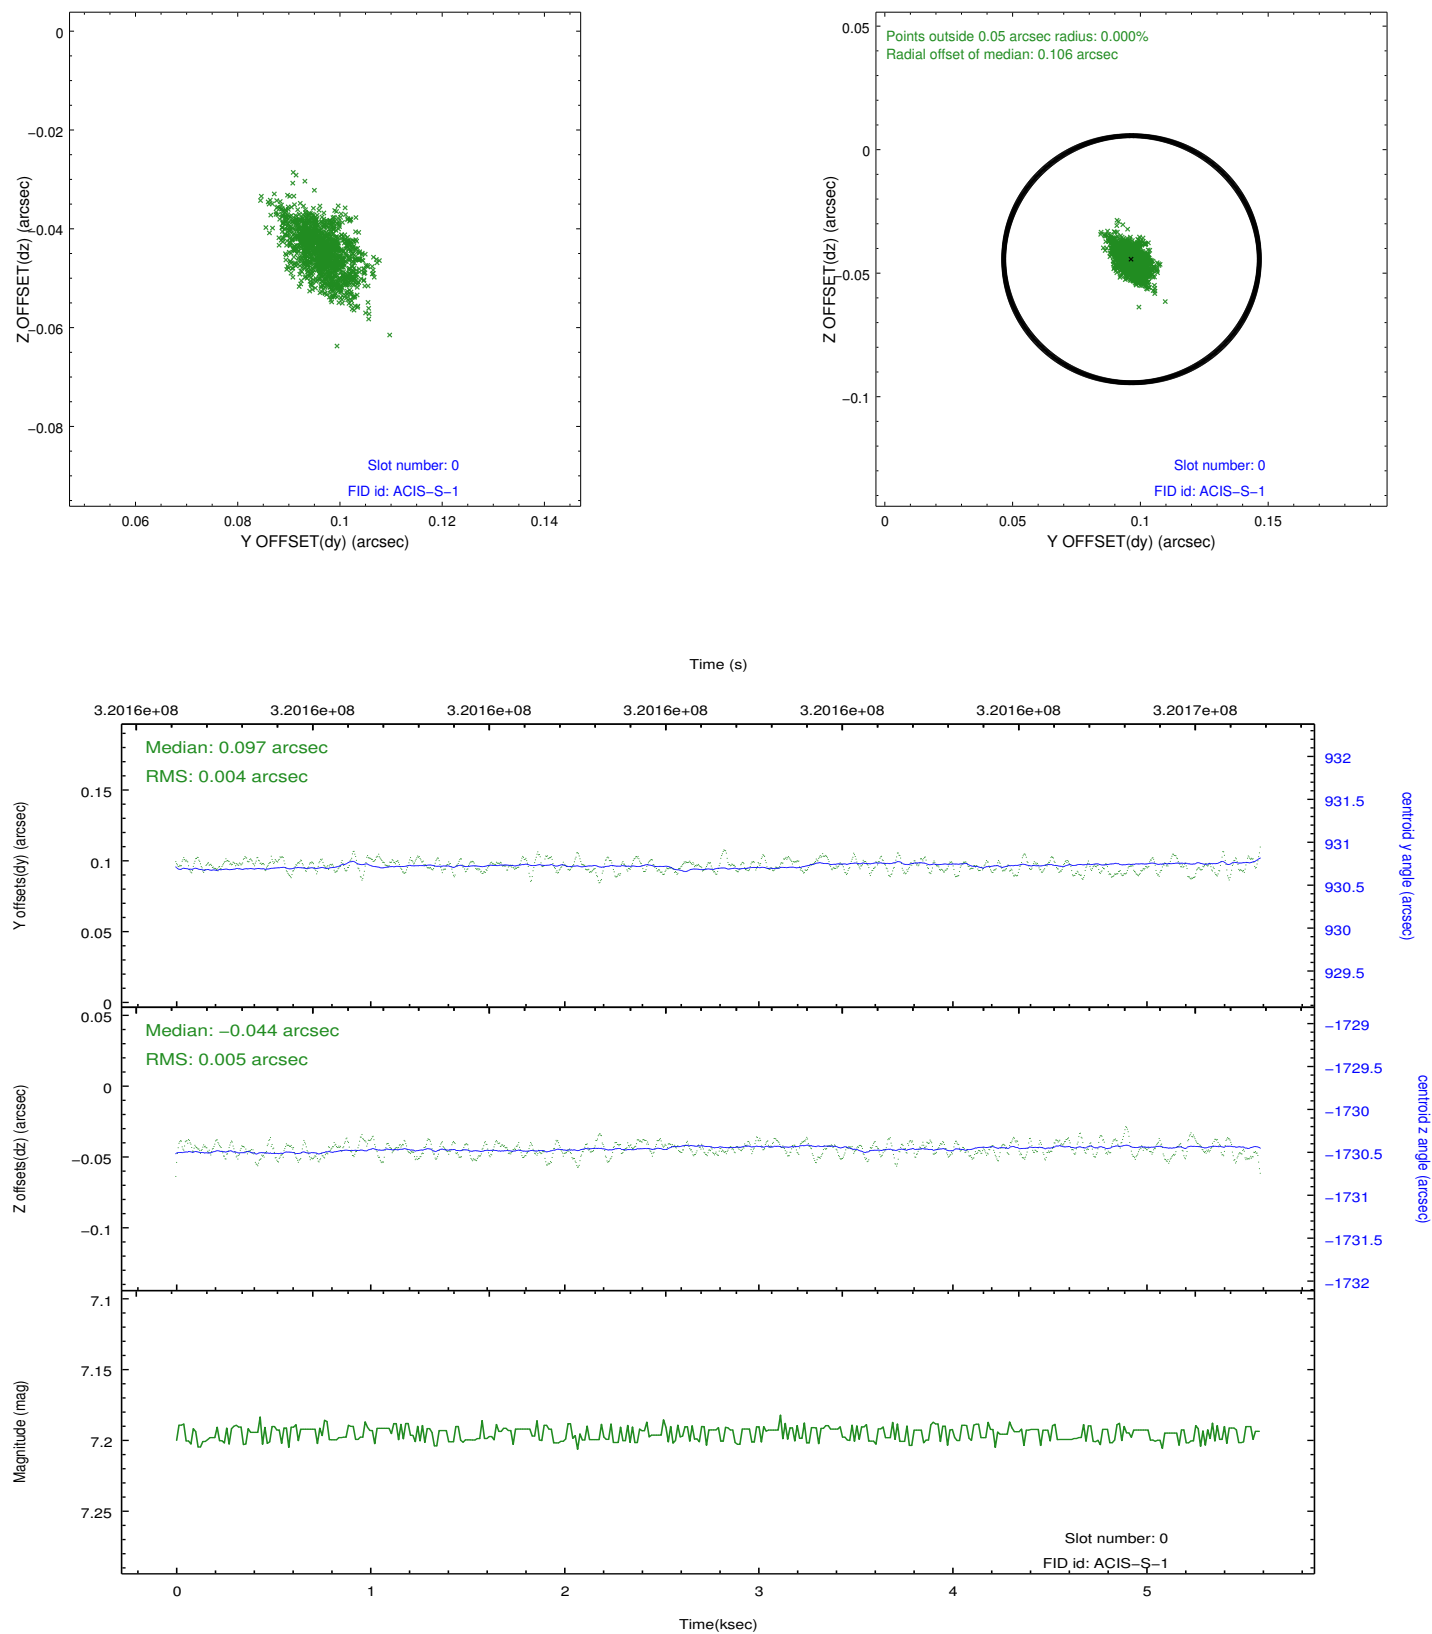 0
−0.02
−0.04
−0.06
−0.08
Z OFFSET(dz) (arcsec)
0.06
0.08
0.1
0.12
0.14
Y OFFSET(dy) (arcsec)
Slot number: 0
FID id: ACIS−S−1
0.05
0
−0.05
−0.1
Z OFFSET(dz) (arcsec)
Points outside 0.05 arcsec radius: 0.000%
Radial offset of median: 0.106 arcsec
Slot number: 0
FID id: ACIS−S−1
0
0.05
0.1
0.15
Y OFFSET(dy) (arcsec)
Time (s)
3.2016e+08
3.2016e+08
3.2016e+08
3.2016e+08
3.2016e+08
3.2016e+08
3.2017e+08
Median: 0.097 arcsec
RMS: 0.004 arcsec
0.15
0.1
0.05
0
Y offsets(dy) (arcsec)
932
931.5
931
930.5
930
929.5
centroid y angle (arcsec)
Median: −0.044 arcsec
RMS: 0.005 arcsec
0.05
0
−0.05
−0.1
Z offsets(dz) (arcsec)
−1729
−1729.5
−1730
−1730.5
−1731
−1731.5
−1732
centroid z angle (arcsec)
7.1
7.15
7.2
7.25
Magnitude (mag)
Slot number: 0
FID id: ACIS−S−1
0
1
2
3
4
5
Time(ksec)